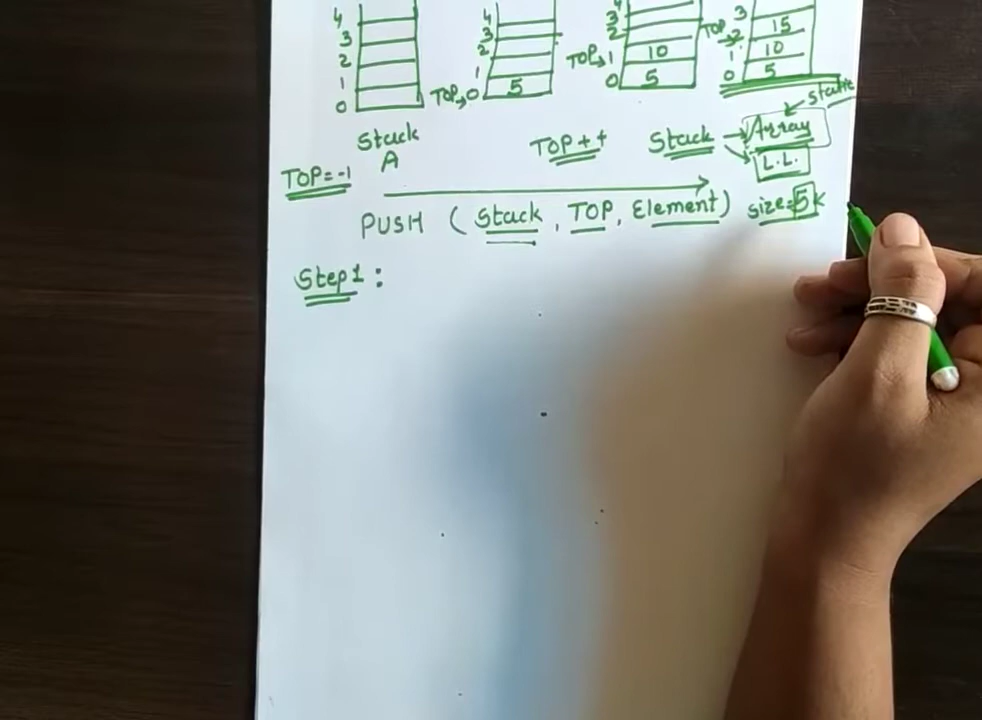 4
3
2
1
0
Stack
A
TOP=-1
4
3
2
1
TOP→0 5
4
3
2
TOP→1 10
0 5
3
TOP→2 15
1 10
0 5
TOP++
Stack → Array
→ L.L.
static
PUSH (Stack, TOP, Element) size=5
Step1: